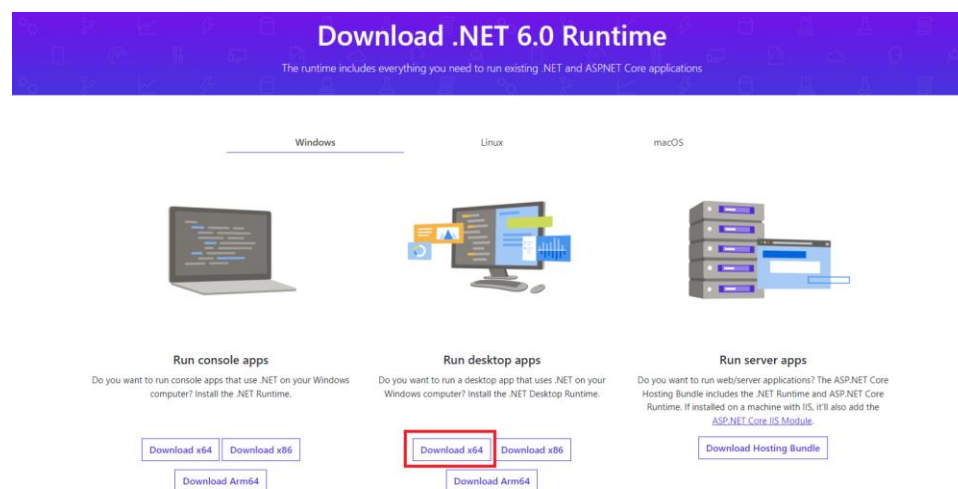 Download .NET 6.0 Runtime
The runtime includes everything you need to run existing .NET and ASP.NET Core applications
Windows
Linux
macOS
Run console apps
Do you want to run console apps that use .NET on your Windows
computer? Install the .NET Runtime.
Download x64
Download x86
Download Arm64
Run desktop apps
Do you want to run a desktop app that uses .NET on your
Windows computer? Install the .NET Desktop Runtime.
Download x64
Download x86
Download Arm64
Run server apps
Do you want to run web/server applications? The ASP.NET Core
Hosting Bundle includes the .NET Runtime and ASP.NET Core
Runtime. If installed on a machine with IIS, it'll also add the
ASP.NET Core IIS Module.
Download Hosting Bundle